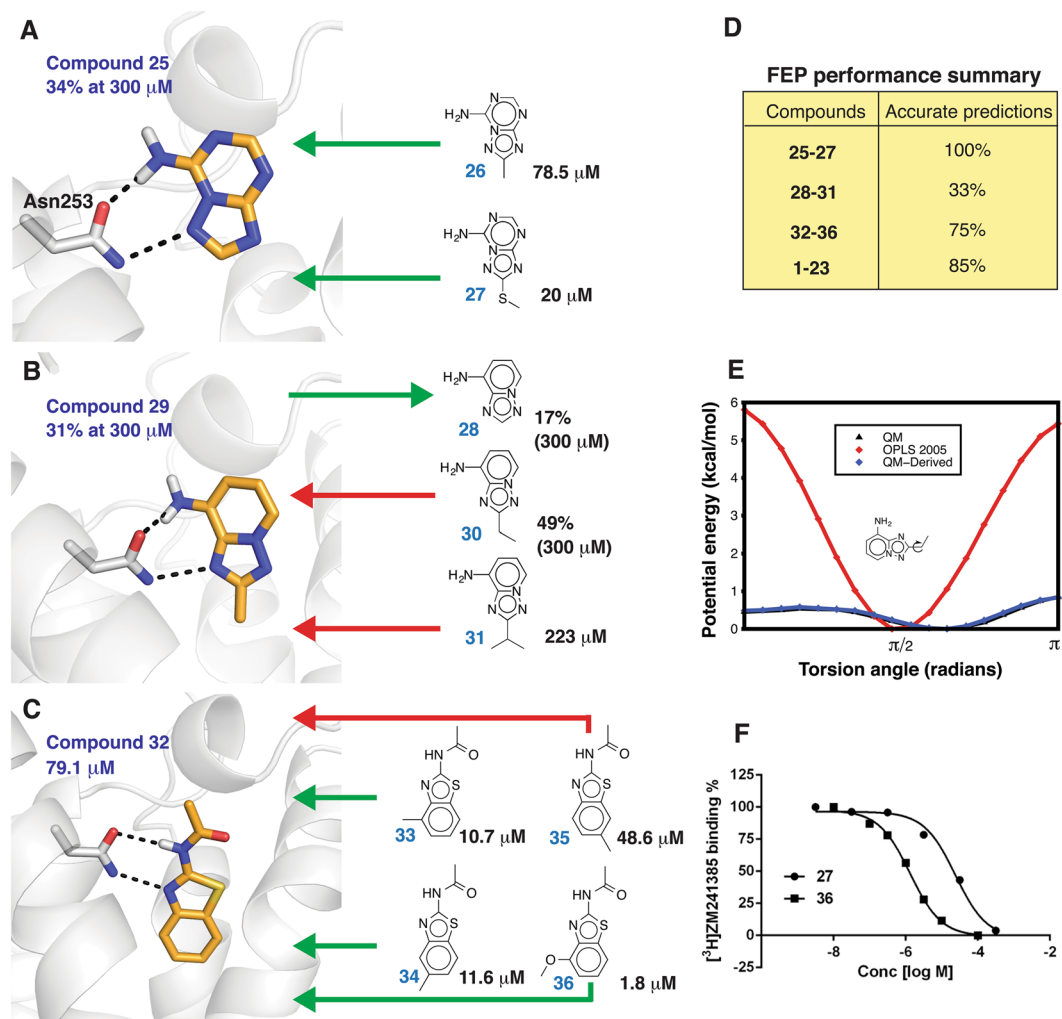 A
Compound 25
34% at 300 μM
Asn253
H₂N
N
N
N
N
N
26
78.5 μM
H₂N
N
N
N
N
N
27
20 μM
S
B
Compound 29
31% at 300 μM
H₂N
N
N
N
28
17%
(300 μM)
H₂N
N
N
N
30
49%
(300 μM)
H₂N
N
N
N
31
223 μM
C
Compound 32
79.1 μM
HN
O
N
S
33
10.7 μM
HN
O
N
S
35
48.6 μM
HN
O
N
S
34
11.6 μM
HN
O
N
S
O
36
1.8 μM
D
FEP performance summary
Compounds Accurate predictions
25-27 100%
28-31 33%
32-36 75%
1-23 85%
E
Potential energy (kcal/mol)
6
5
4
3
2
1
0
QM
OPLS 2005
QM-Derived
NH₂
N
N
N
π/2
π
Torsion angle (radians)
F
[³H]ZM241385 binding %
125
100
75
50
25
0
-25
27
36
-8
-6
-4
-2
Conc [log M]